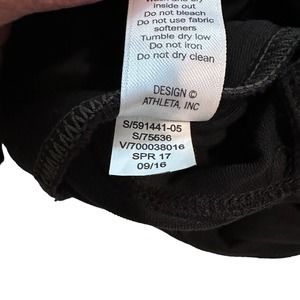 inside out
Do not bleach
Do not use fabric
softeners
Tumble dry low
Do not iron
Do not dry clean
DESIGN ©
ATHLETA, INC
S/591441-05
S/75536
V/700038016
SPR 17
09/16